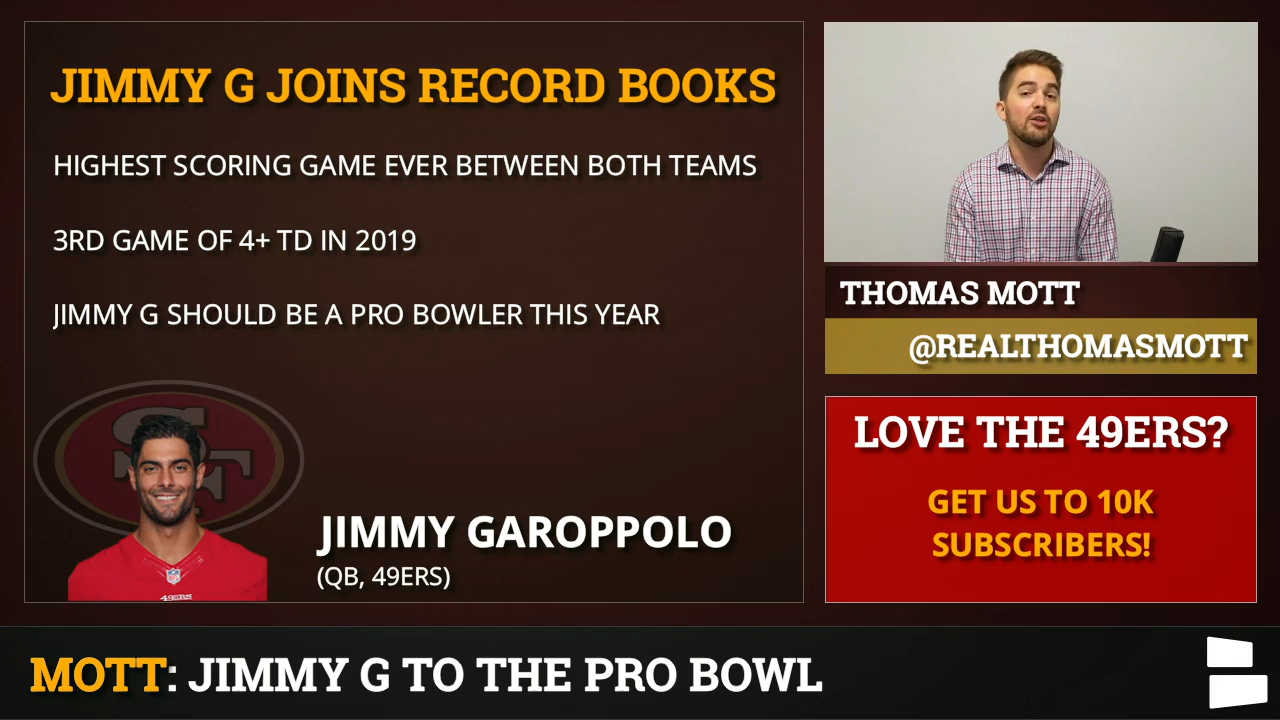 JIMMY G JOINS RECORD BOOKS
HIGHEST SCORING GAME EVER BETWEEN BOTH TEAMS
3RD GAME OF 4+ TD IN 2019
JIMMY G SHOULD BE A PRO BOWLER THIS YEAR
SF
49ERS
JIMMY GAROPPOLO
(QB, 49ERS)
THOMAS MOTT
@REALTHOMASMOTT
LOVE THE 49ERS?
GET US TO 10K
SUBSCRIBERS!
MOTT: JIMMY G TO THE PRO BOWL